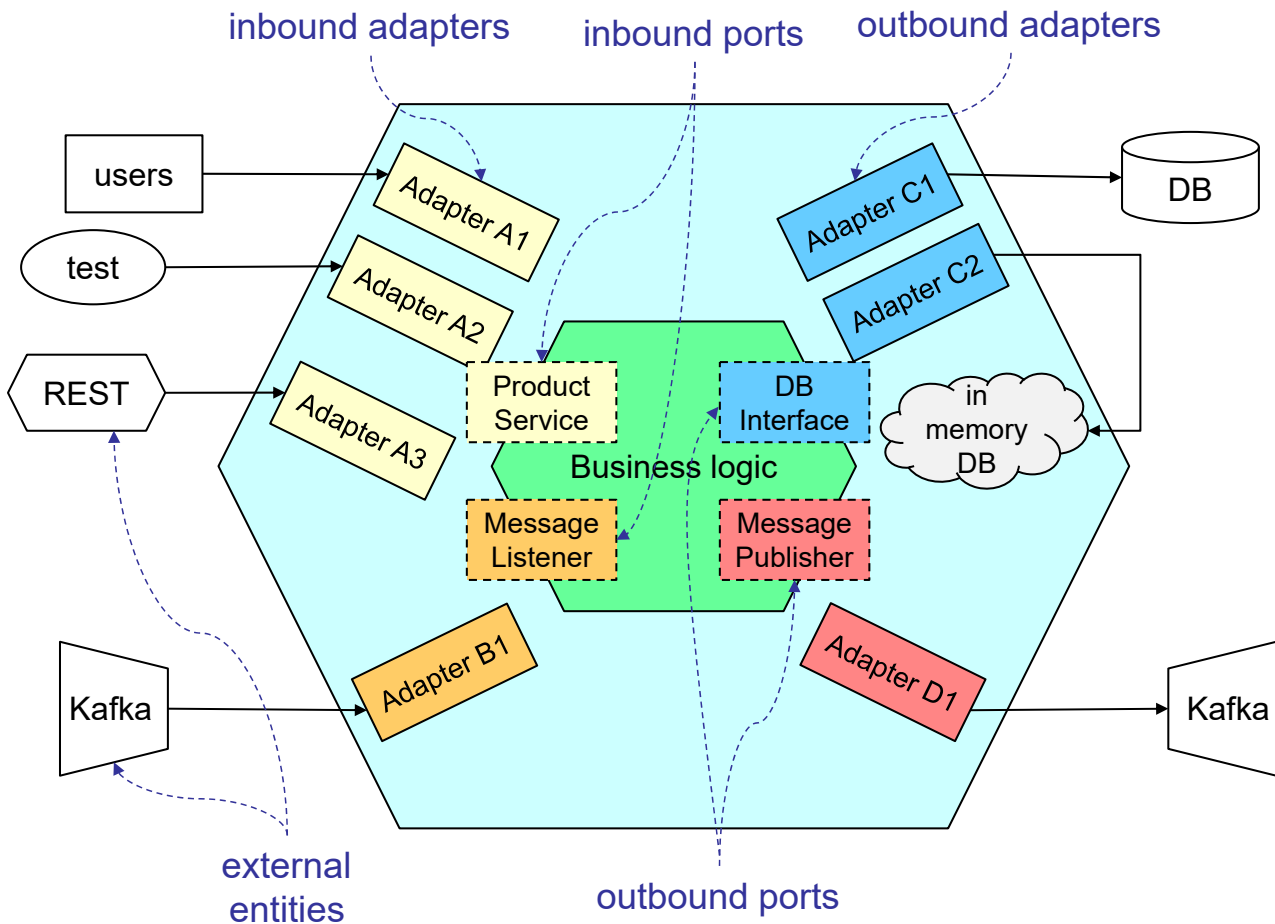 inbound adapters
inbound ports
outbound adapters
users
Adapter A1
Adapter C1
DB
test
Adapter A2
Adapter C2
REST
Adapter A3
Product
Service
DB
Interface
in
memory
DB
Business logic
Message
Listener
Message
Publisher
Kafka
Adapter B1
Adapter D1
Kafka
external
entities
outbound ports